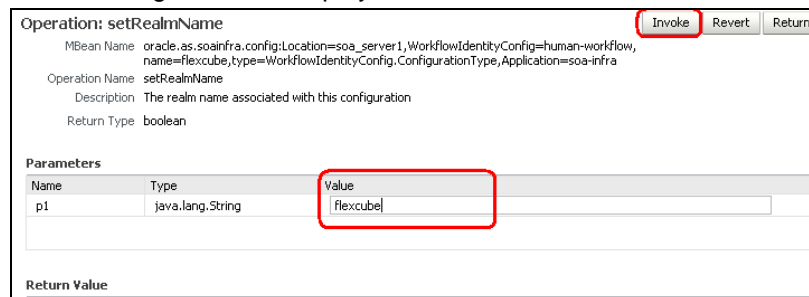 Operation: setRealmName Invoke Revert Return
MBean Name oracle.as.soainfra.config:Location=soa_server1,WorkflowIdentityConfig=human-workflow,
name=flexcube,type=WorkflowIdentityConfig.ConfigurationType,Application=soa-infra
Operation Name setRealmName
Description The realm name associated with this configuration
Return Type boolean
Parameters
Name Type Value
p1 java.lang.String flexcube
Return Value